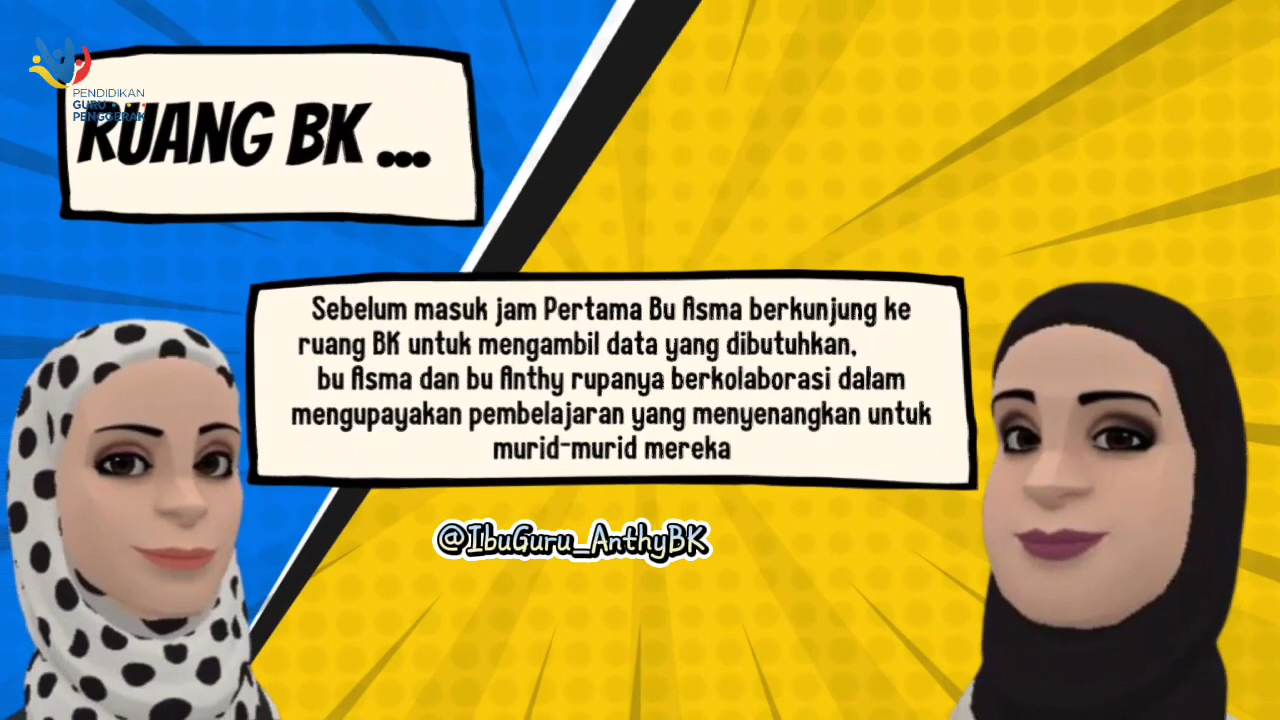 PENDIDIKAN
GURU
PENGGERAK
RUANG BK ...
Sebelum masuk jam Pertama Bu Asma berkunjung ke
ruang BK untuk mengambil data yang dibutuhkan,
bu Asma dan bu Anthy rupanya berkolaborasi dalam
mengupayakan pembelajaran yang menyenangkan untuk
murid-murid mereka
@IbuGuru_AnthyBK